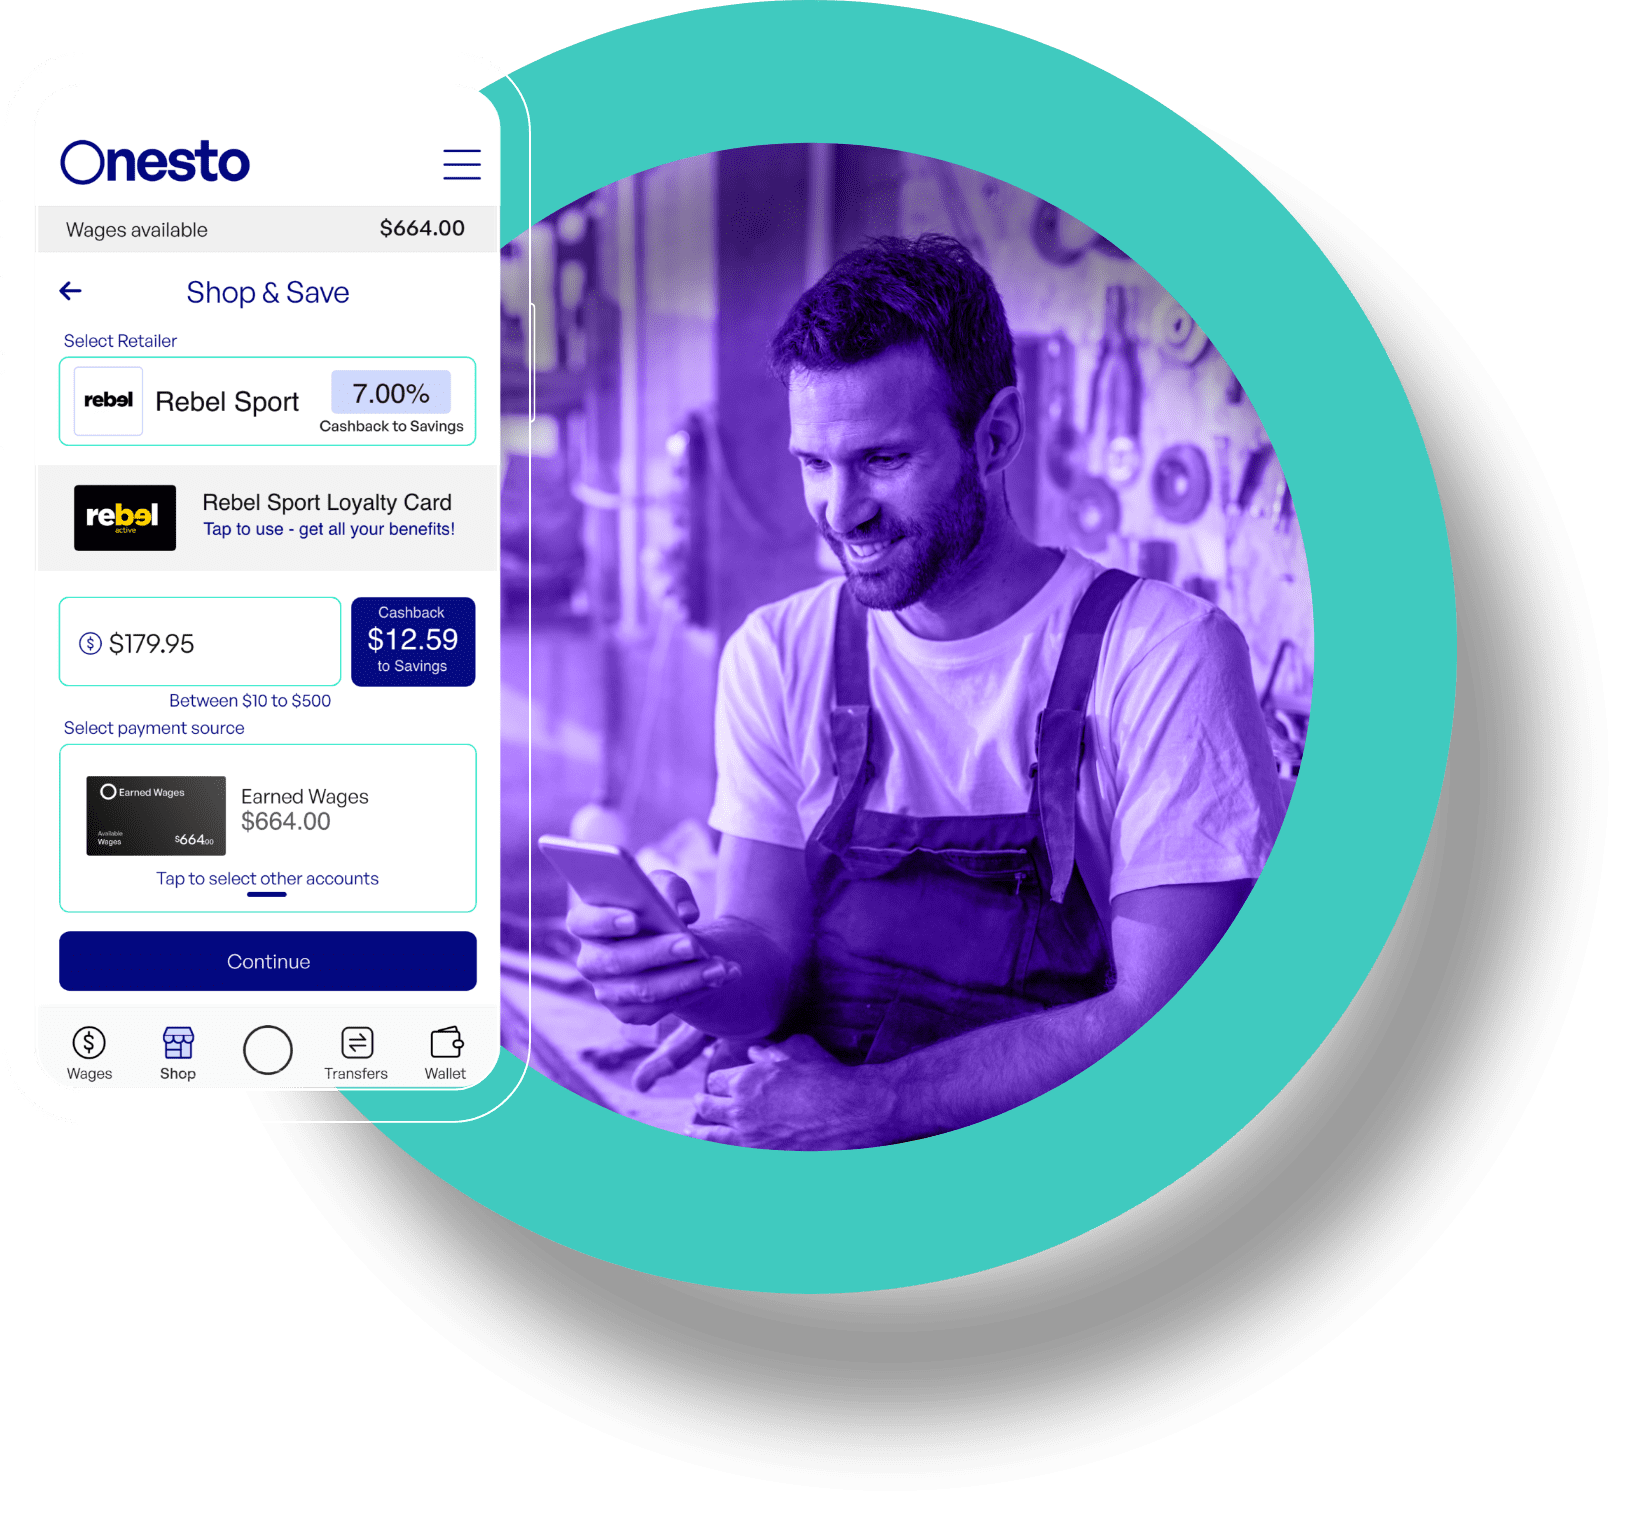 Onesto
Wages available $664.00
Shop & Save
Select Retailer
rebel Rebel Sport 7.00%
Cashback to Savings
rebel
active
Rebel Sport Loyalty Card
Tap to use - get all your benefits!
$ $179.95
Cashback
$12.59
to Savings
Between $10 to $500
Select payment source
Earned Wages
Available
Wages
$664.00
Earned Wages
$664.00
Tap to select other accounts
Continue
$
Wages Shop Transfers Wallet